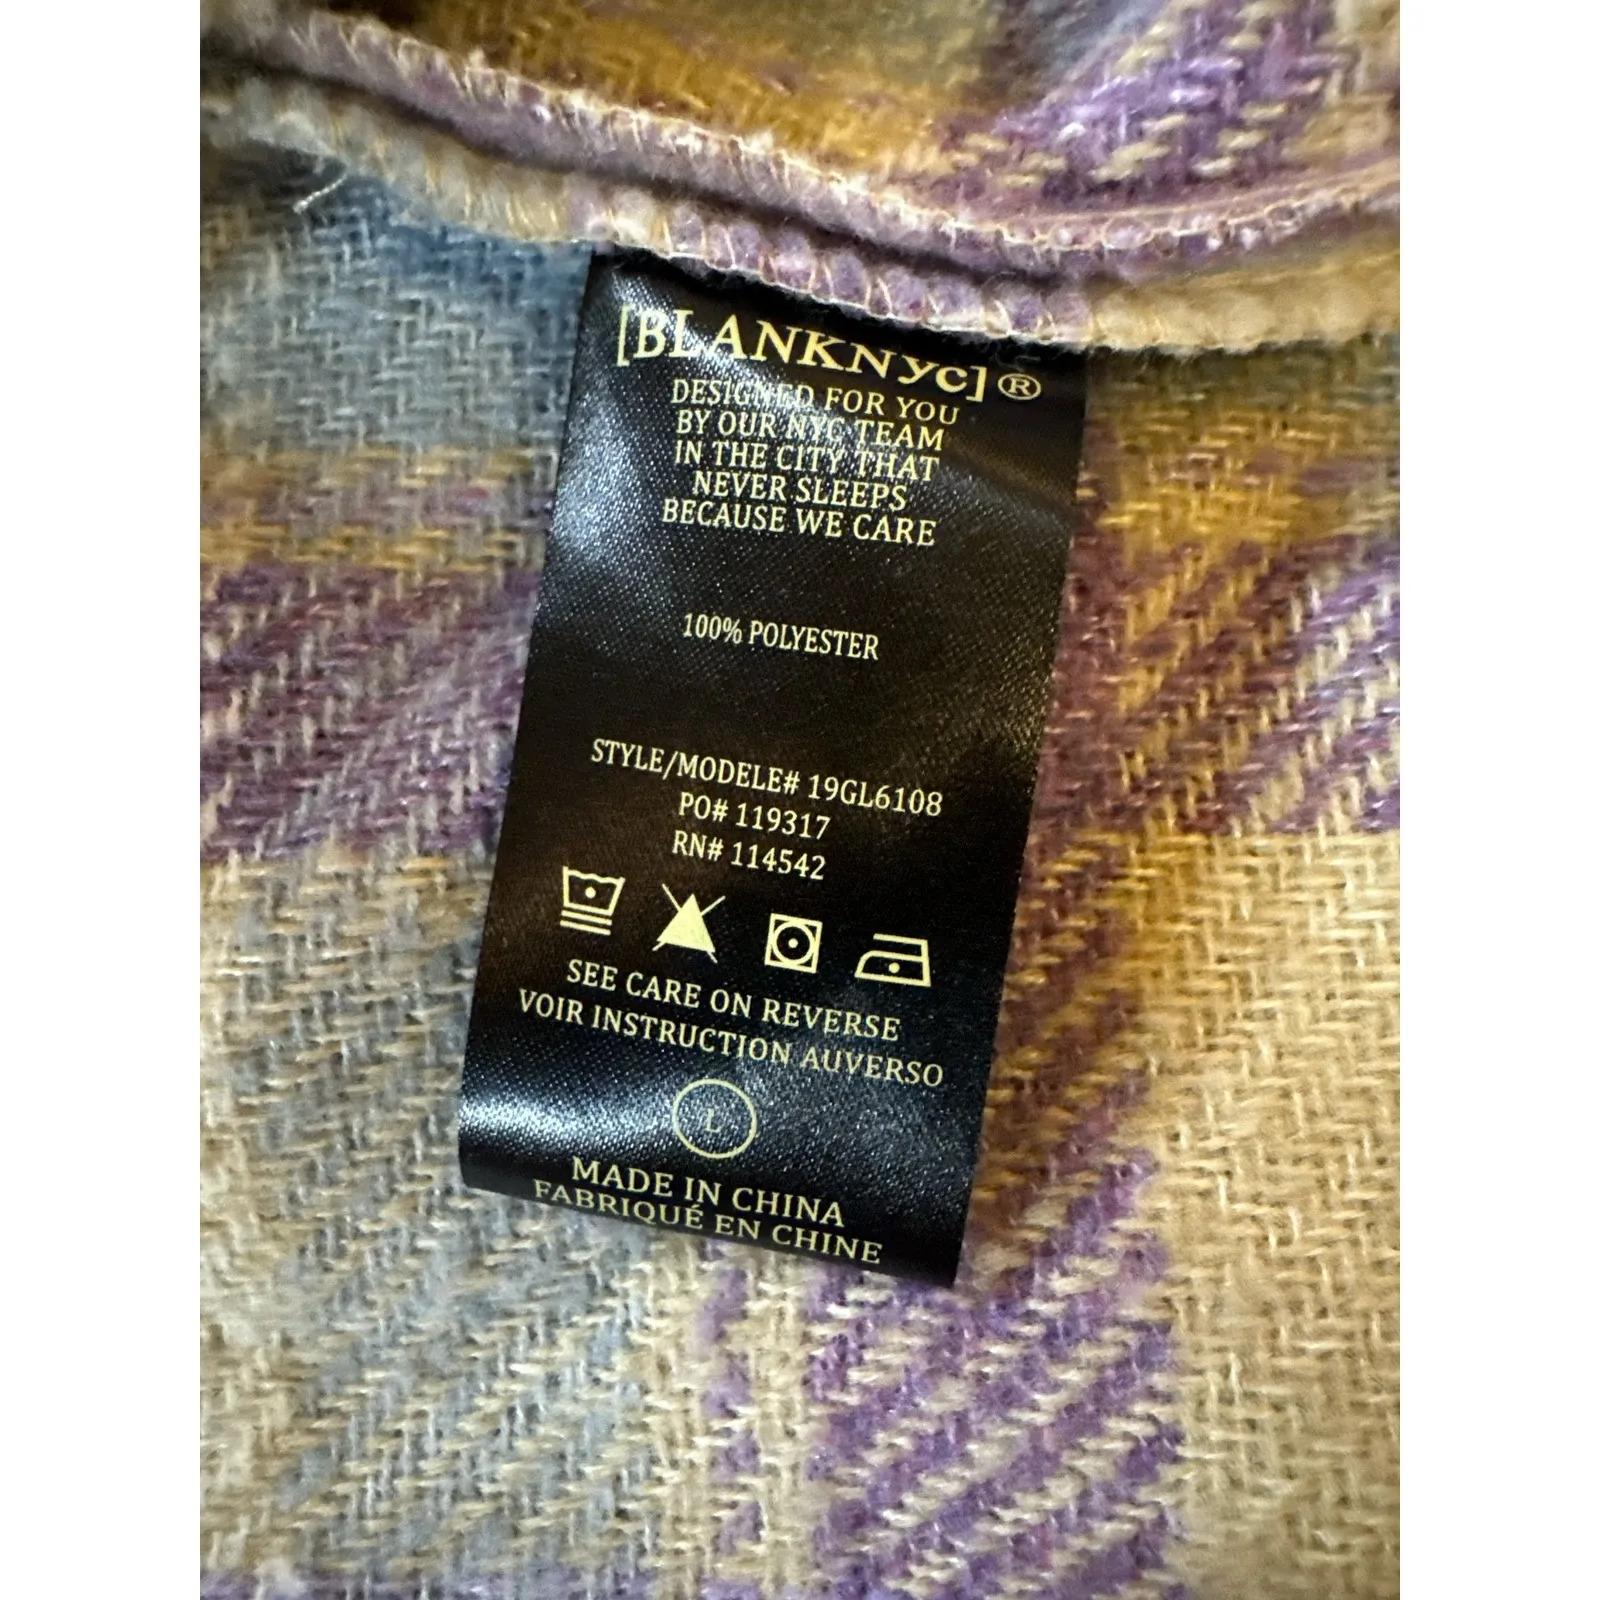 [BLANKNYC]®
DESIGNED FOR YOU
BY OUR NYC TEAM
IN THE CITY THAT
NEVER SLEEPS
BECAUSE WE CARE
100% POLYESTER
STYLE/MODELE# 19GL6108
PO# 119317
RN# 114542
SEE CARE ON REVERSE
VOIR INSTRUCTION AUVERSO
L
MADE IN CHINA
FABRIQUÉ EN CHINE